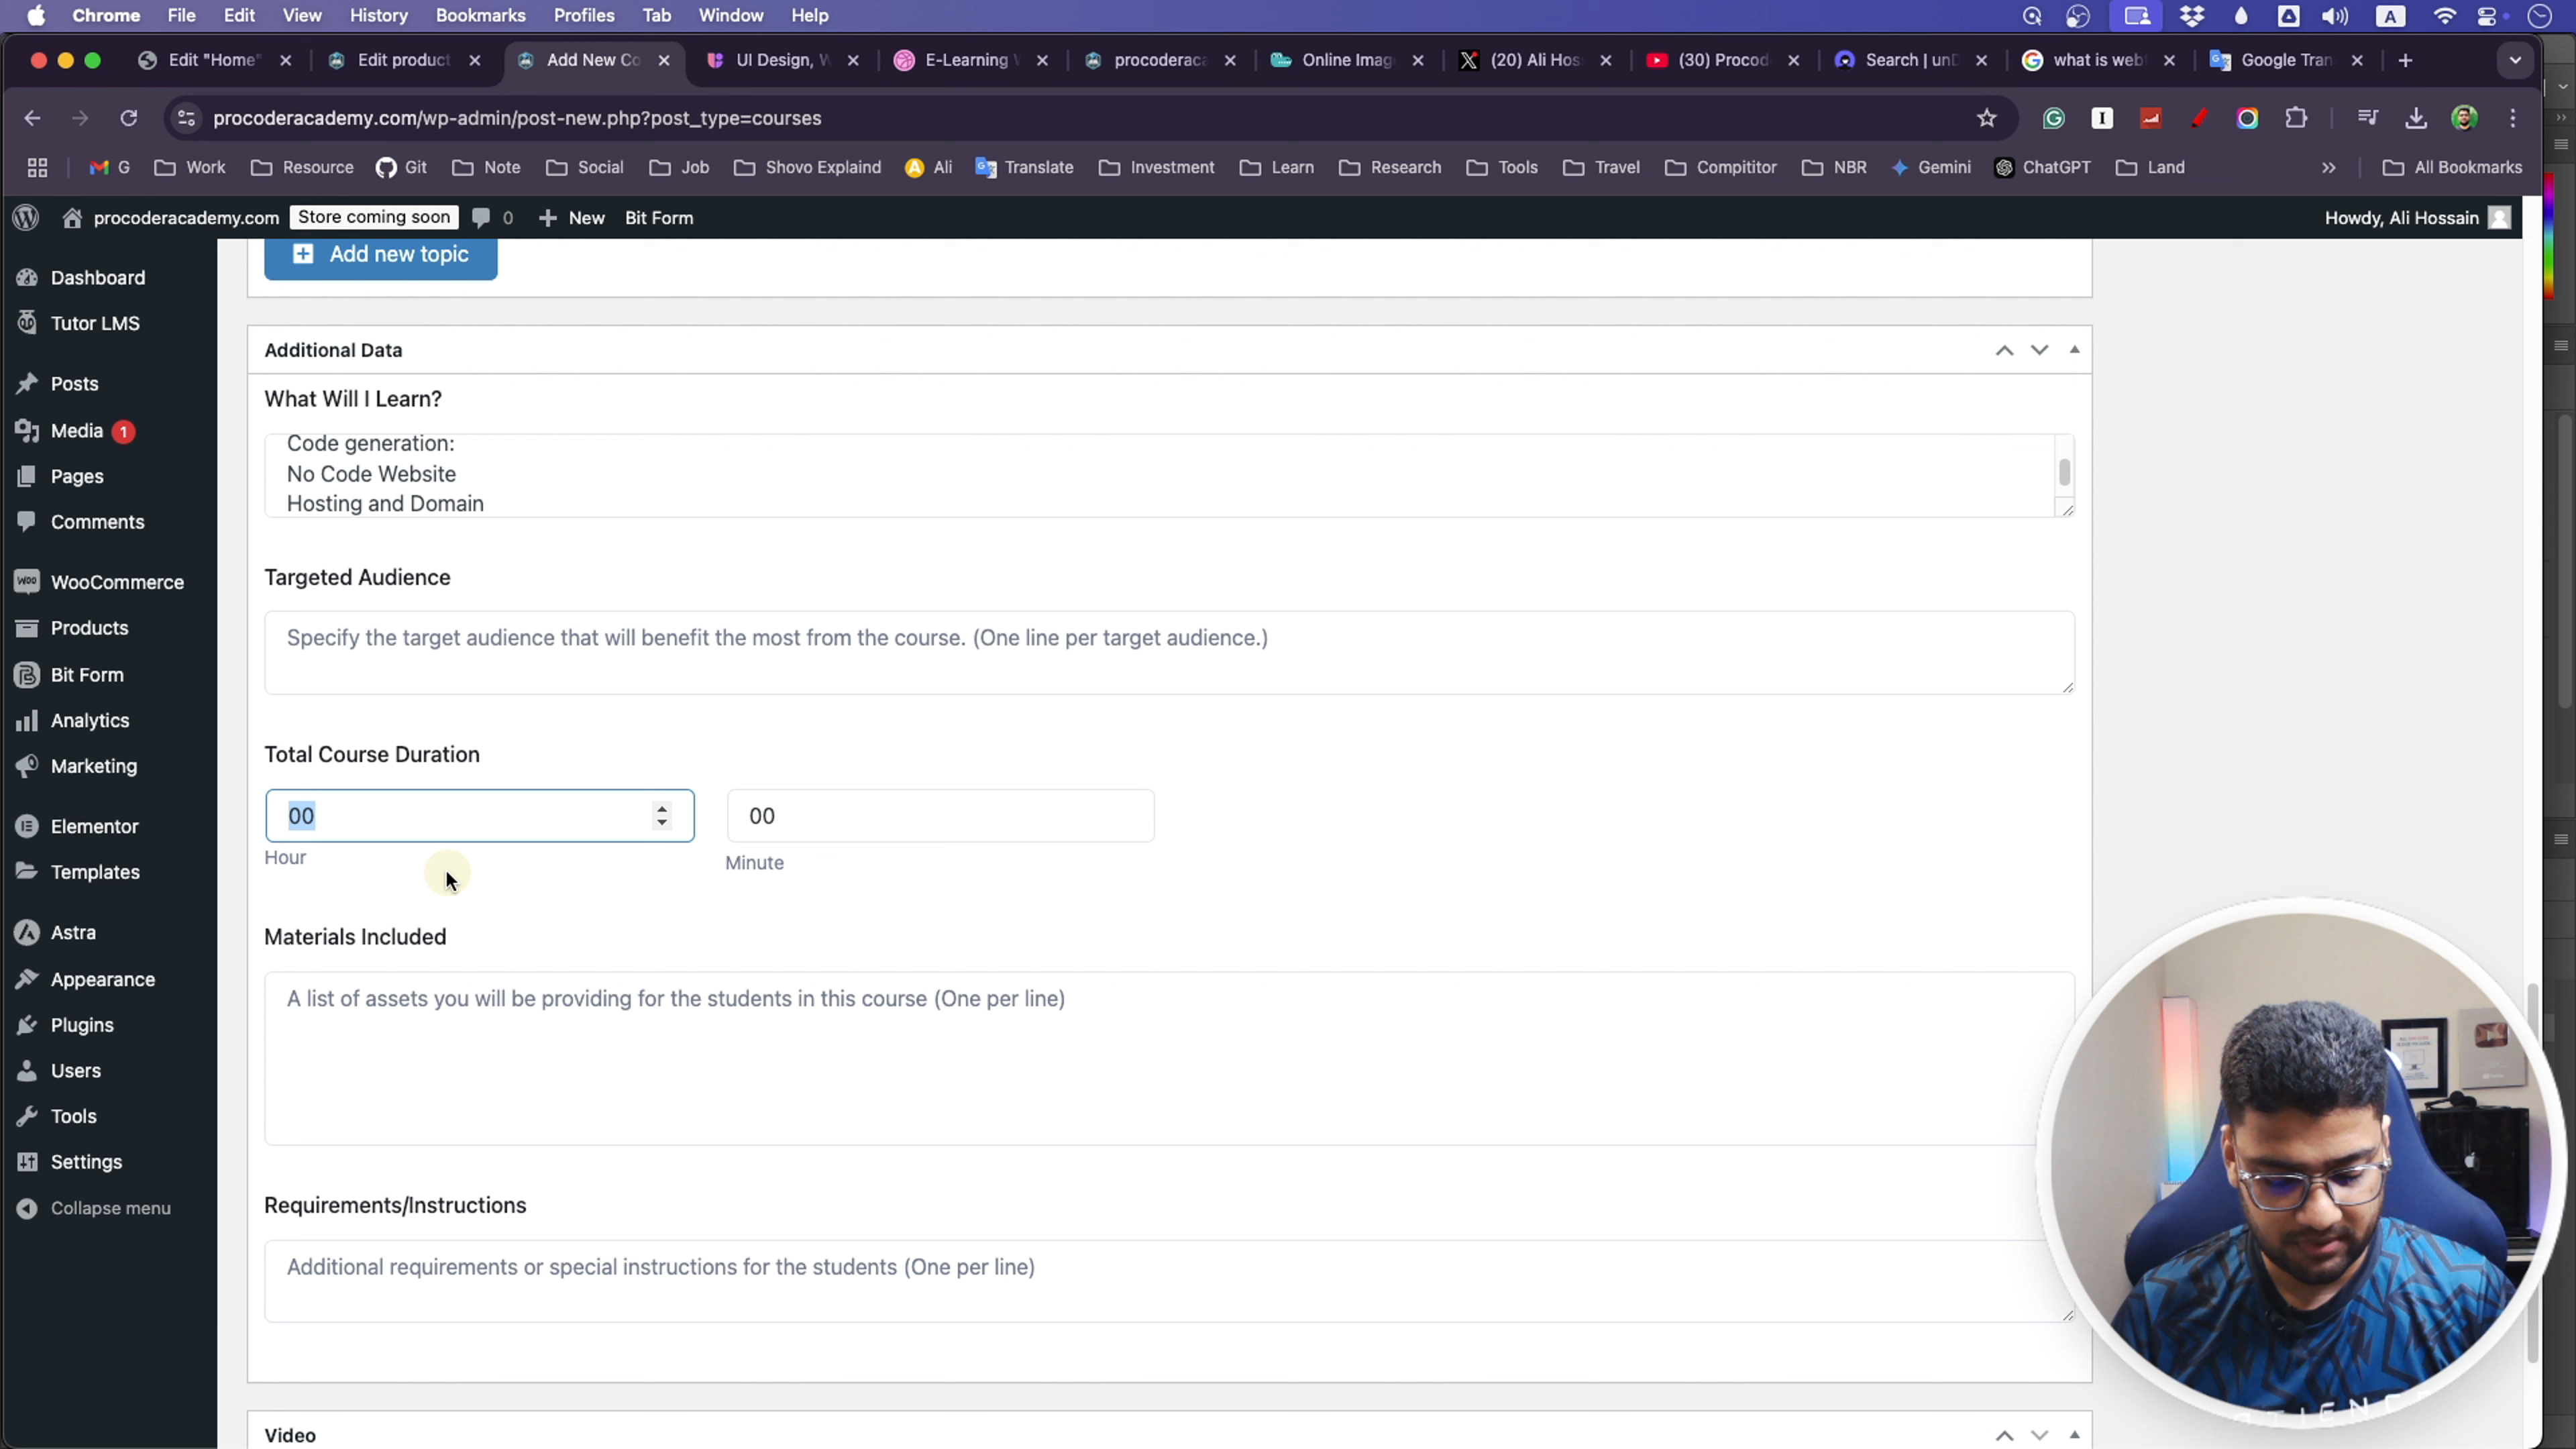 Chrome File Edit View History Bookmarks Profiles Tab Window Help
Edit "Home" Edit product Add New Co UI Design, W E-Learning procoderaca Online Imag (20) Ali Hos (30) Procod Search | un what is web Google Tran
procoderacademy.com/wp-admin/post-new.php?post_type=courses
G Work Resource Git Note Social Job Shovo Explaind Ali Translate Investment Learn Research Tools Travel Compititor NBR Gemini ChatGPT Land » All Bookmarks
procoderacademy.com Store coming soon 0 + New Bit Form Howdy, Ali Hossain
Dashboard
Tutor LMS
Posts
Media 1
Pages
Comments
WooCommerce
Products
Bit Form
Analytics
Marketing
Elementor
Templates
Astra
Appearance
Plugins
Users
Tools
Settings
Collapse menu
Add new topic
Additional Data
What Will I Learn?
Code generation:
No Code Website
Hosting and Domain
Targeted Audience
Specify the target audience that will benefit the most from the course. (One line per target audience.)
Total Course Duration
00 00
Hour Minute
Materials Included
A list of assets you will be providing for the students in this course (One per line)
Requirements/Instructions
Additional requirements or special instructions for the students (One per line)
Video